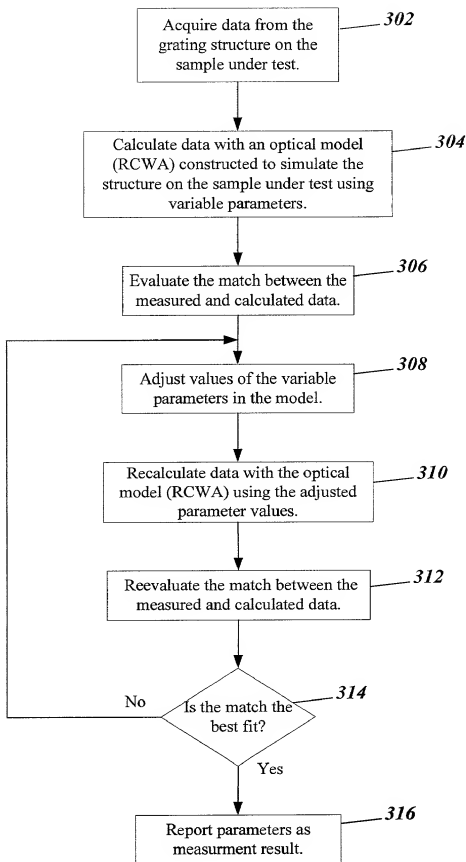 Acquire data from the
grating structure on the
sample under test.
302
Calculate data with an optical model
(RCWA) constructed to simulate the
structure on the sample under test using
variable parameters.
304
Evaluate the match between the
measured and calculated data.
306
Adjust values of the variable
parameters in the model.
308
Recalculate data with the optical
model (RCWA) using the adjusted
parameter values.
310
Reevaluate the match between the
measured and calculated data.
312
Is the match the
best fit?
314
No
Yes
Report parameters as
measurment result.
316